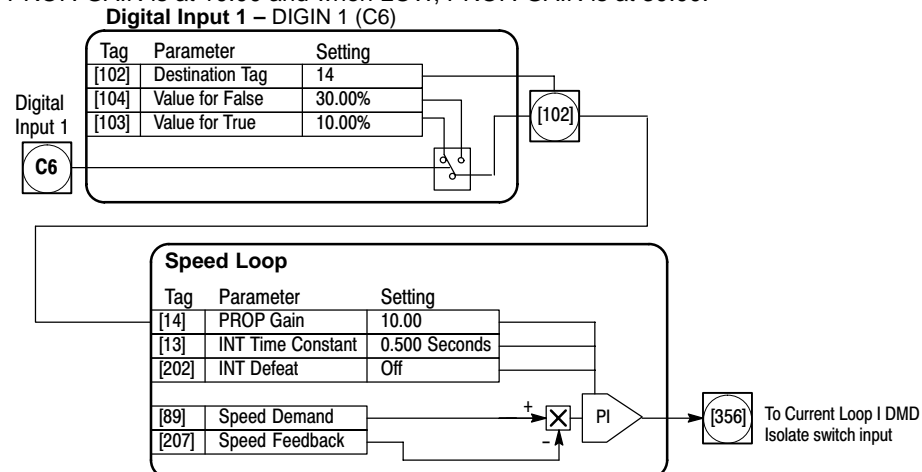 Digital Input 1 – DIGIN 1 (C6)
Tag Parameter Setting
[102] Destination Tag 14
[104] Value for False 30.00%
[103] Value for True 10.00%
Digital
Input 1
C6
[102]
Speed Loop
Tag Parameter Setting
[14] PROP Gain 10.00
[13] INT Time Constant 0.500 Seconds
[202] INT Defeat Off
[89] Speed Demand
[207] Speed Feedback
+
-
PI
[356]
To Current Loop I DMD
Isolate switch input